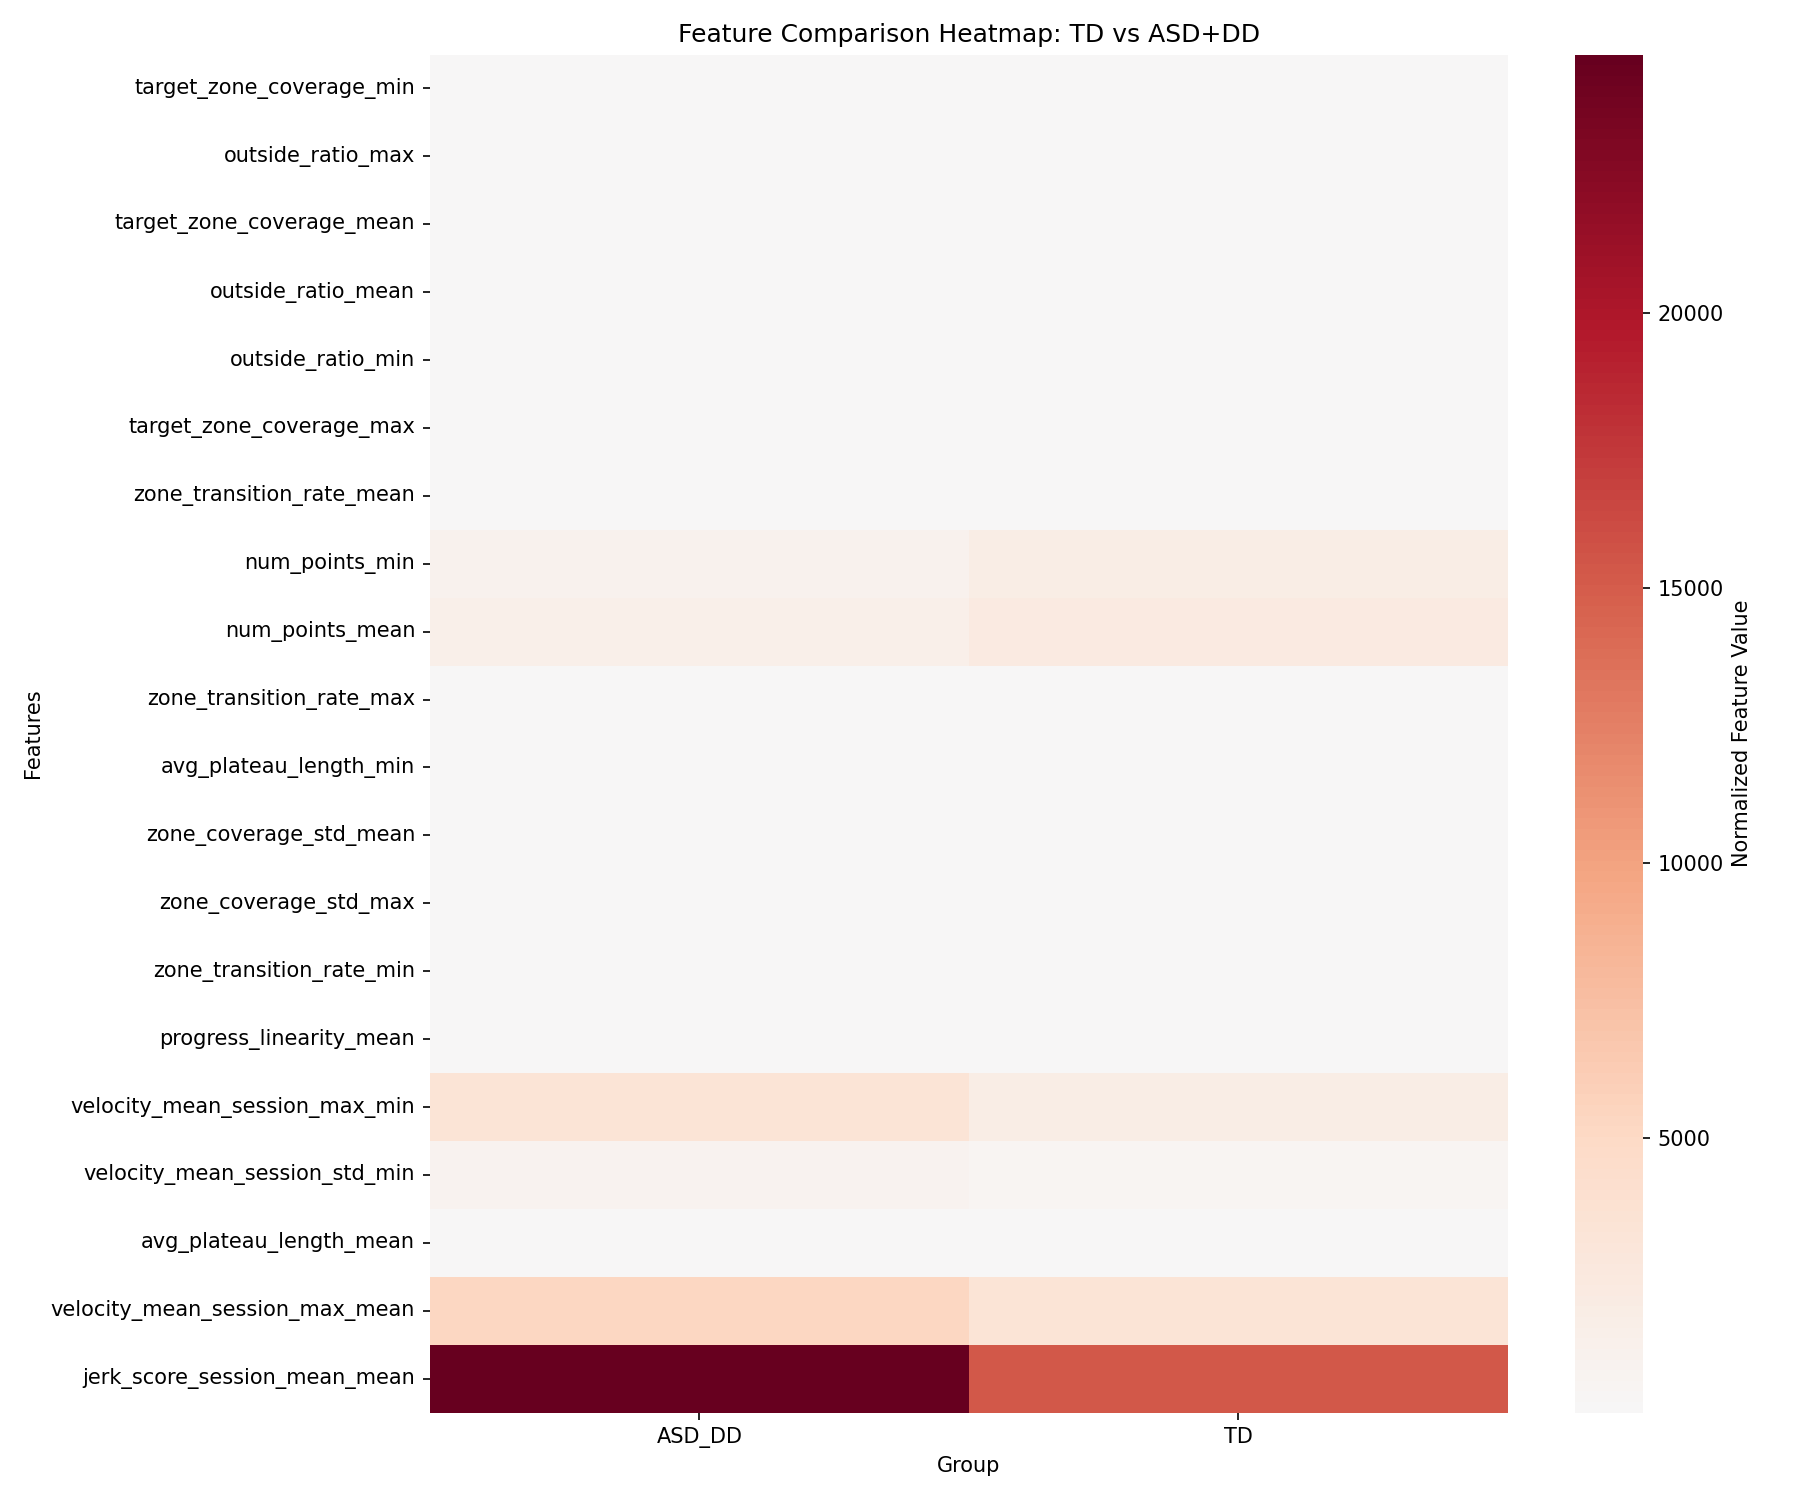 Feature Comparison Heatmap: TD vs ASD+DD
target_zone_coverage_min
outside_ratio_max
target_zone_coverage_mean
outside_ratio_mean
outside_ratio_min
target_zone_coverage_max
zone_transition_rate_mean
num_points_min
num_points_mean
zone_transition_rate_max
avg_plateau_length_min
zone_coverage_std_mean
zone_coverage_std_max
zone_transition_rate_min
progress_linearity_mean
velocity_mean_session_max_min
velocity_mean_session_std_min
avg_plateau_length_mean
velocity_mean_session_max_mean
jerk_score_session_mean_mean
Features
ASD_DD
TD
Group
20000
15000
10000
5000
Normalized Feature Value